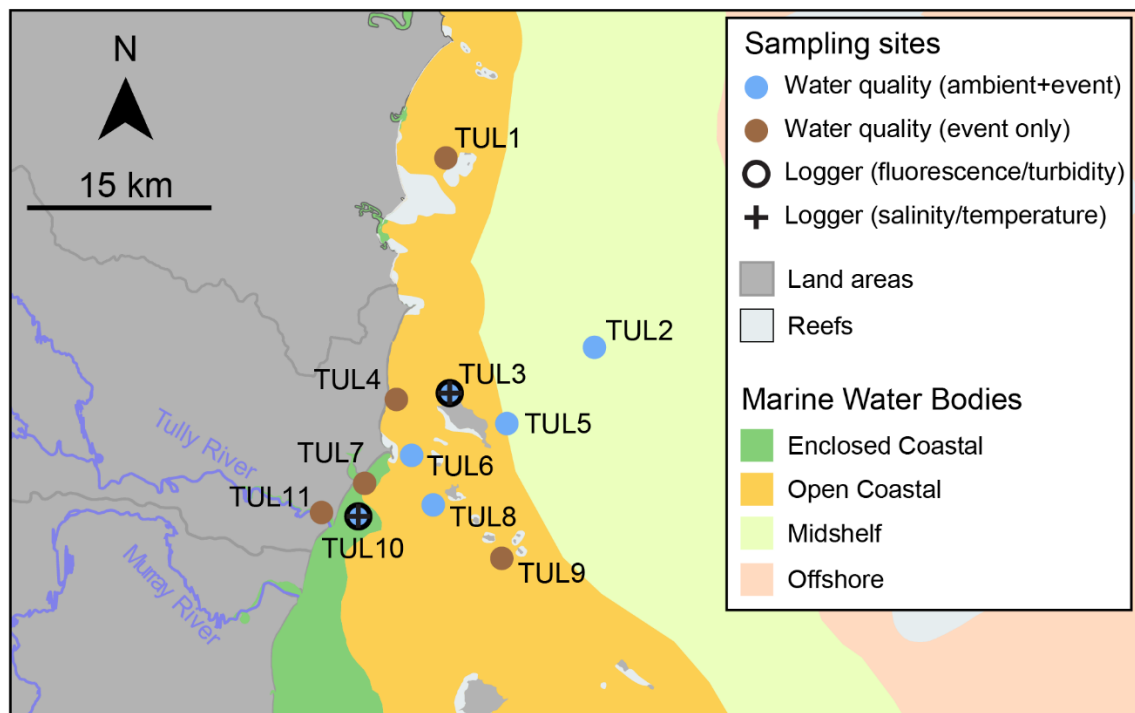 N
15 km
TUL1
TUL2
TUL3
TUL4
TUL5
TUL6
TUL7
TUL8
TUL11
TUL10
TUL9
Tully River
Murray River
Sampling sites
Water quality (ambient+event)
Water quality (event only)
Logger (fluorescence/turbidity)
Logger (salinity/temperature)
Land areas
Reefs
Marine Water Bodies
Enclosed Coastal
Open Coastal
Midshelf
Offshore